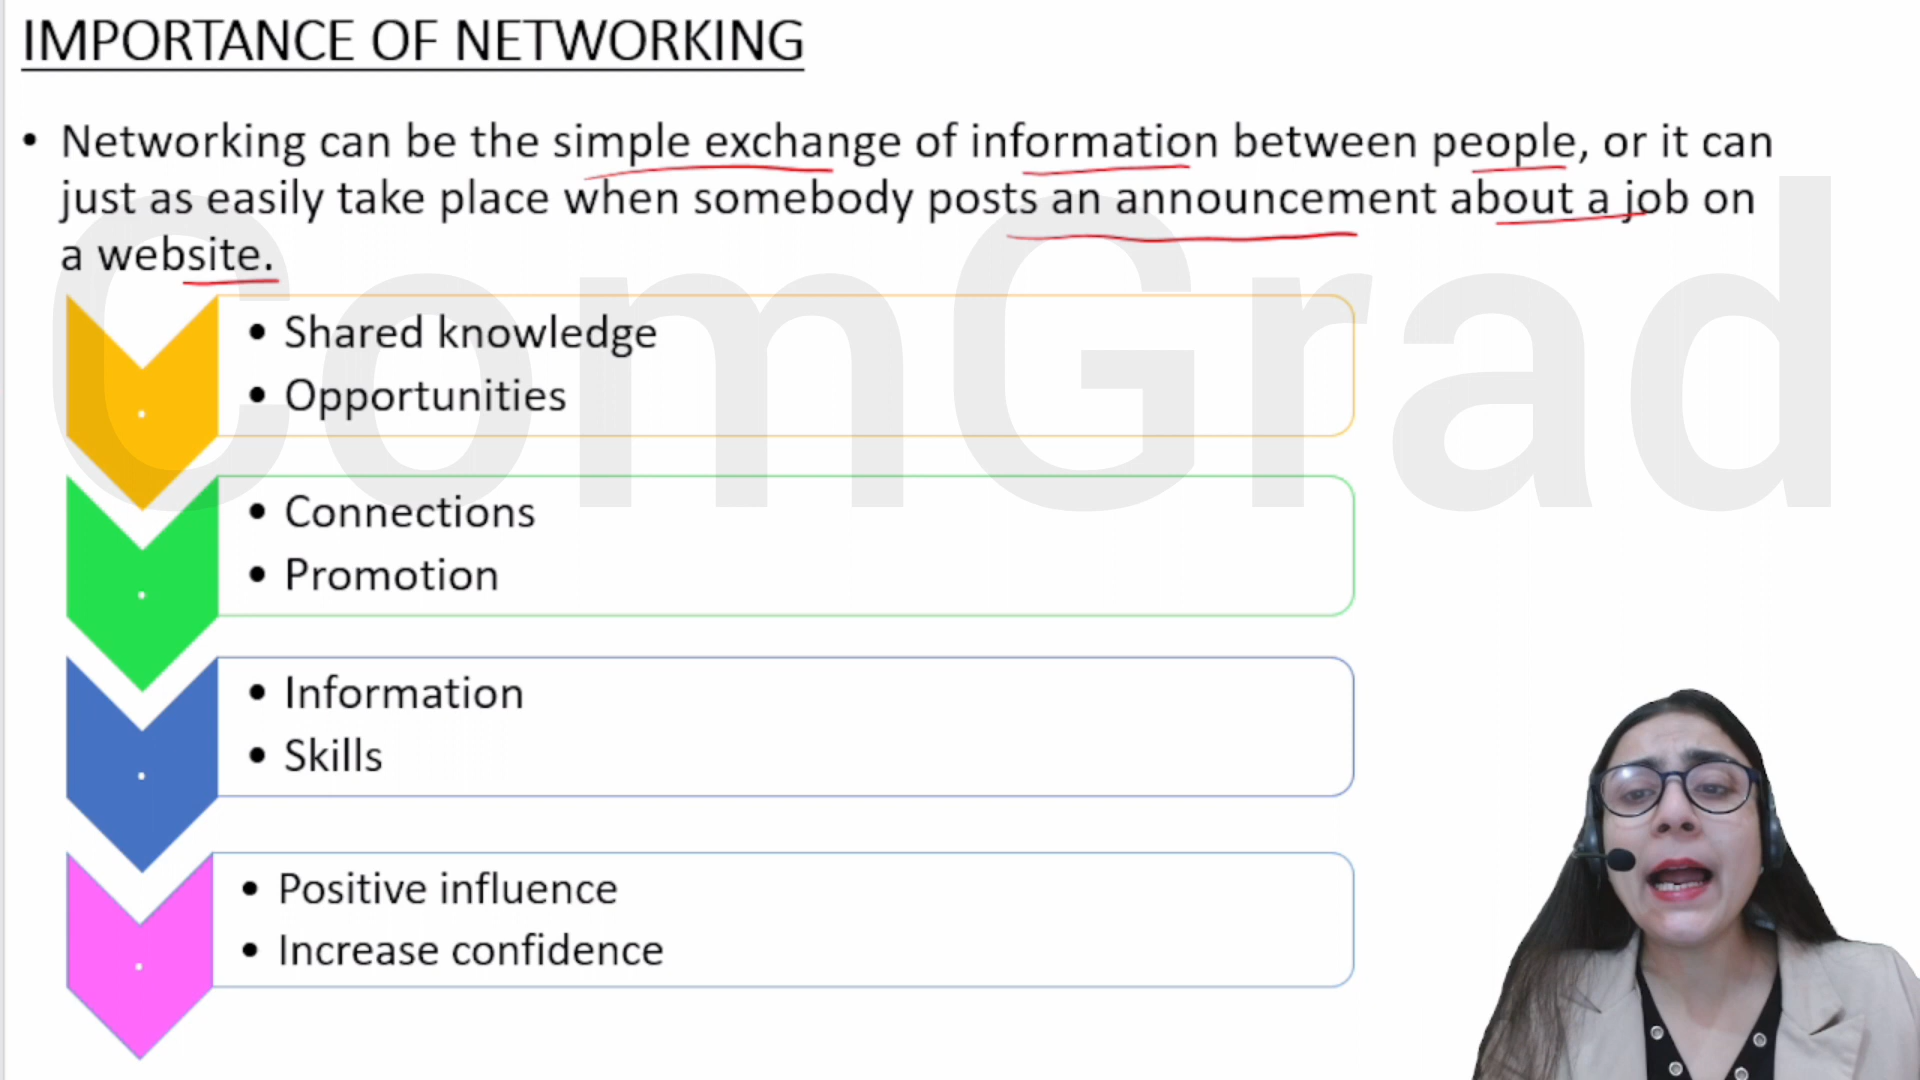 IMPORTANCE OF NETWORKING
• Networking can be the simple exchange of information between people, or it can
just as easily take place when somebody posts an announcement about a job on
a website.
ComGrad
• Shared knowledge
• Opportunities
• Connections
• Promotion
• Information
• Skills
• Positive influence
• Increase confidence